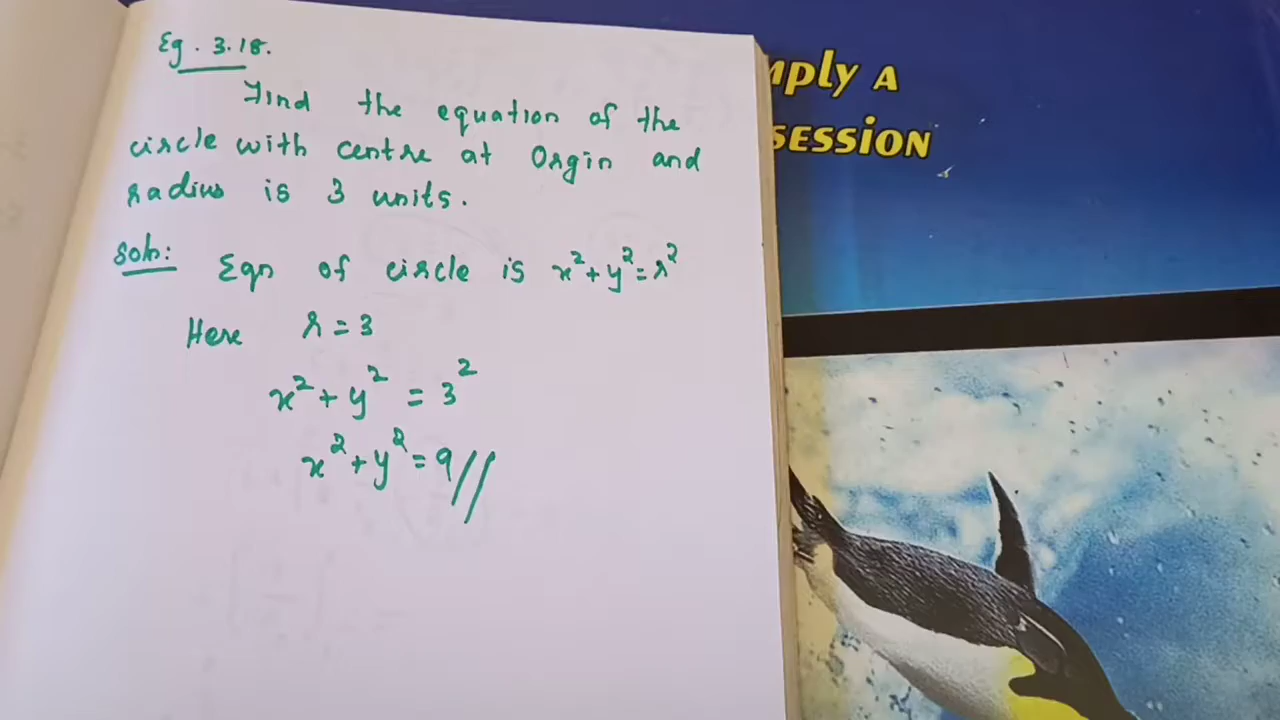 Eg. 3.18.
Find the equation of the
circle with centre at Orgin and
radius is 3 units.
Soln:
Eqn of circle is x²+y²=r²
Here r=3
x²+y² = 3²
x²+y²=9//
mply A
SESSION